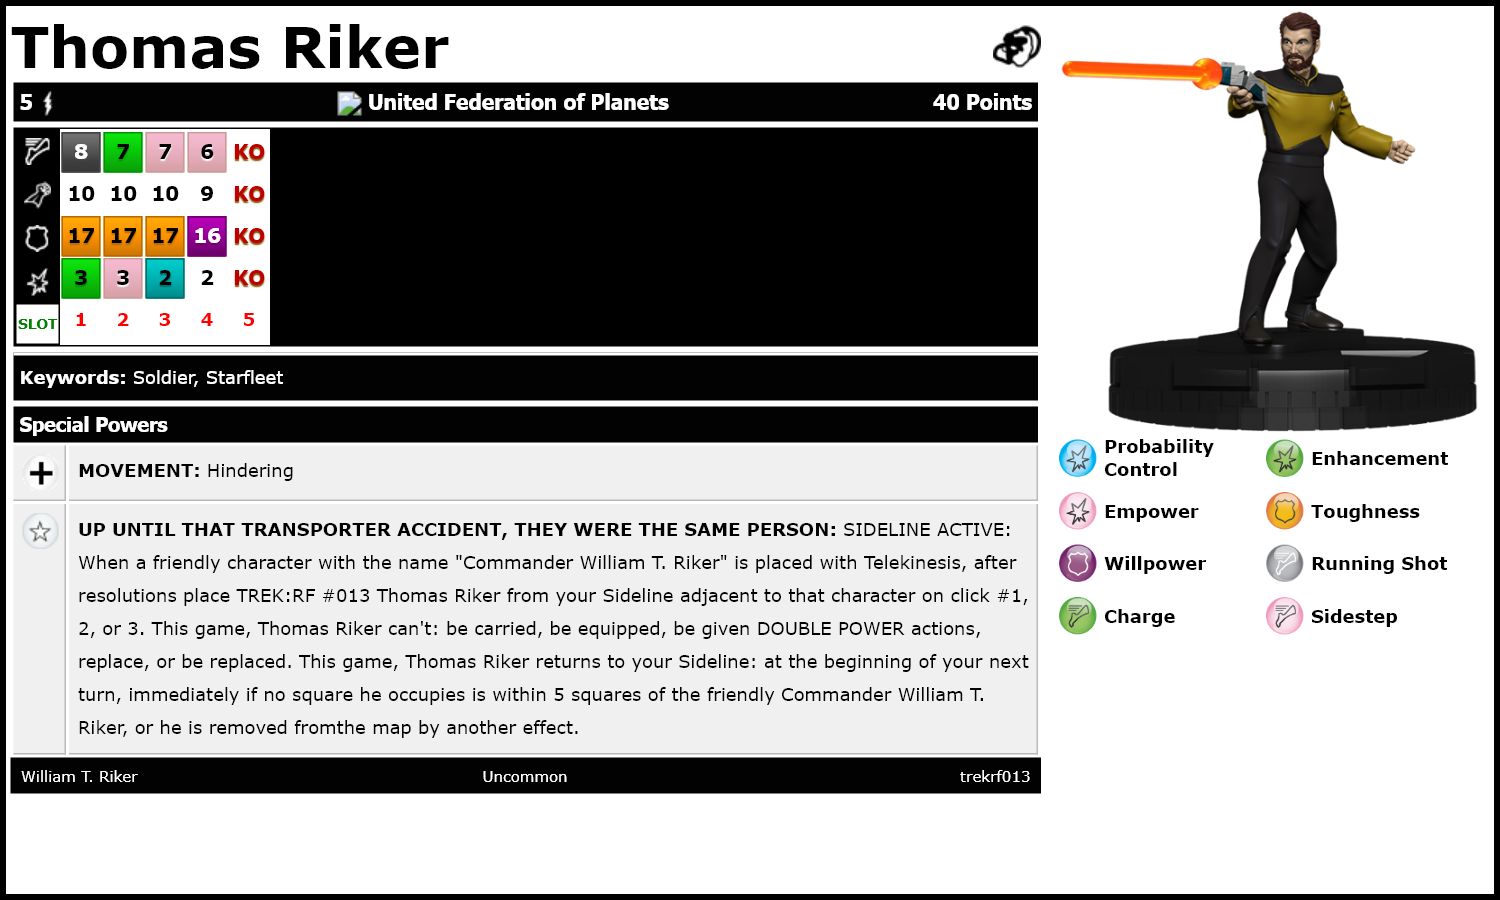 Thomas Riker
5 United Federation of Planets 40 Points
8 7 7 6 KO
10 10 10 9 KO
17 17 17 16 KO
3 3 2 2 KO
SLOT 1 2 3 4 5
Keywords: Soldier, Starfleet
Special Powers
MOVEMENT: Hindering
UP UNTIL THAT TRANSPORTER ACCIDENT, THEY WERE THE SAME PERSON: SIDELINE ACTIVE:
When a friendly character with the name "Commander William T. Riker" is placed with Telekinesis, after
resolutions place TREK:RF #013 Thomas Riker from your Sideline adjacent to that character on click #1,
2, or 3. This game, Thomas Riker can't: be carried, be equipped, be given DOUBLE POWER actions,
replace, or be replaced. This game, Thomas Riker returns to your Sideline: at the beginning of your next
turn, immediately if no square he occupies is within 5 squares of the friendly Commander William T.
Riker, or he is removed fromthe map by another effect.
William T. Riker Uncommon trekrf013
Probability
Control
Enhancement
Empower
Toughness
Willpower
Running Shot
Charge
Sidestep